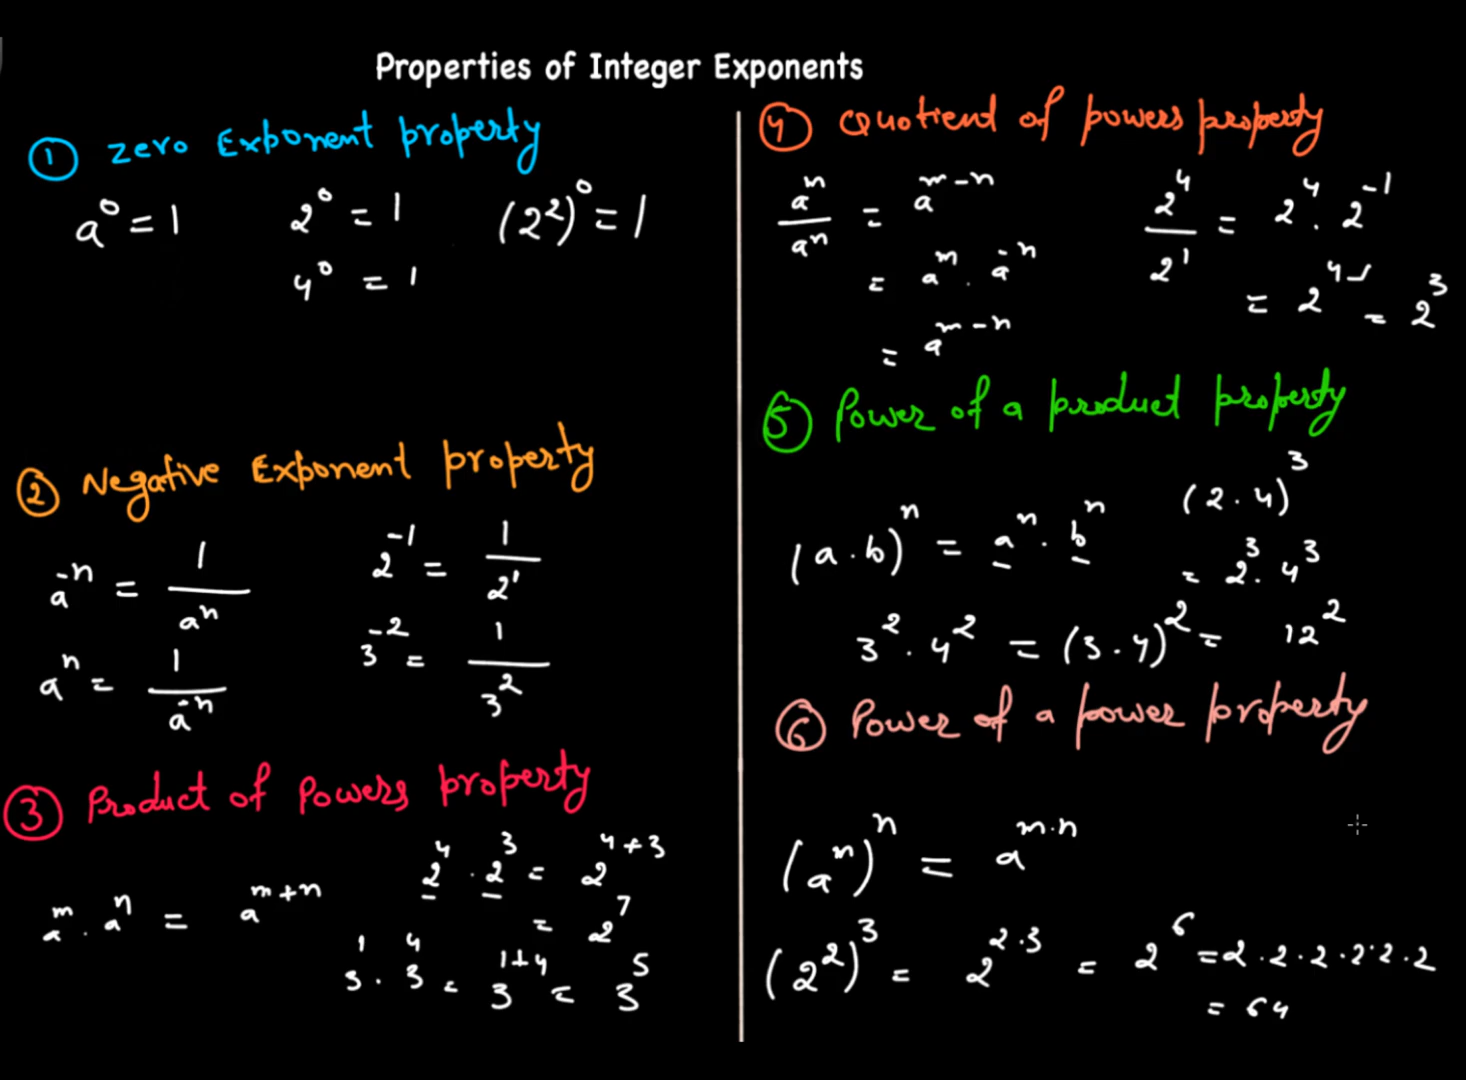 Properties of Integer Exponents
① Zero Exponent property
a⁰ = 1   2⁰ = 1   (2²)⁰ = 1
4⁰ = 1
② Negative Exponent property
a⁻ⁿ = 1/aⁿ   2⁻¹ = 1/2¹
aⁿ = 1/a⁻ⁿ   3⁻² = 1/3²
③ Product of Powers property
2⁴ · 2³ = 2⁴⁺³
aᵐ · aⁿ = aᵐ⁺ⁿ   = 2⁷
3¹ · 3⁴ = 3¹⁺⁴ = 3⁵
④ Quotient of powers property
aᵐ/aⁿ = aᵐ⁻ⁿ   2⁴/2¹ = 2⁴ · 2⁻¹
= aᵐ · a⁻ⁿ   = 2⁴⁻¹ = 2³
= aᵐ⁻ⁿ
⑤ Power of a product property
(2 · 4)³
(a · b)ⁿ = aⁿ · bⁿ   = 2³ · 4³
3² · 4² = (3 · 4)² = 12²
⑥ Power of a power property
(aᵐ)ⁿ = aᵐ·ⁿ
(2²)³ = 2²·³ = 2⁶ = 2 · 2 · 2 · 2 · 2 · 2
= 64